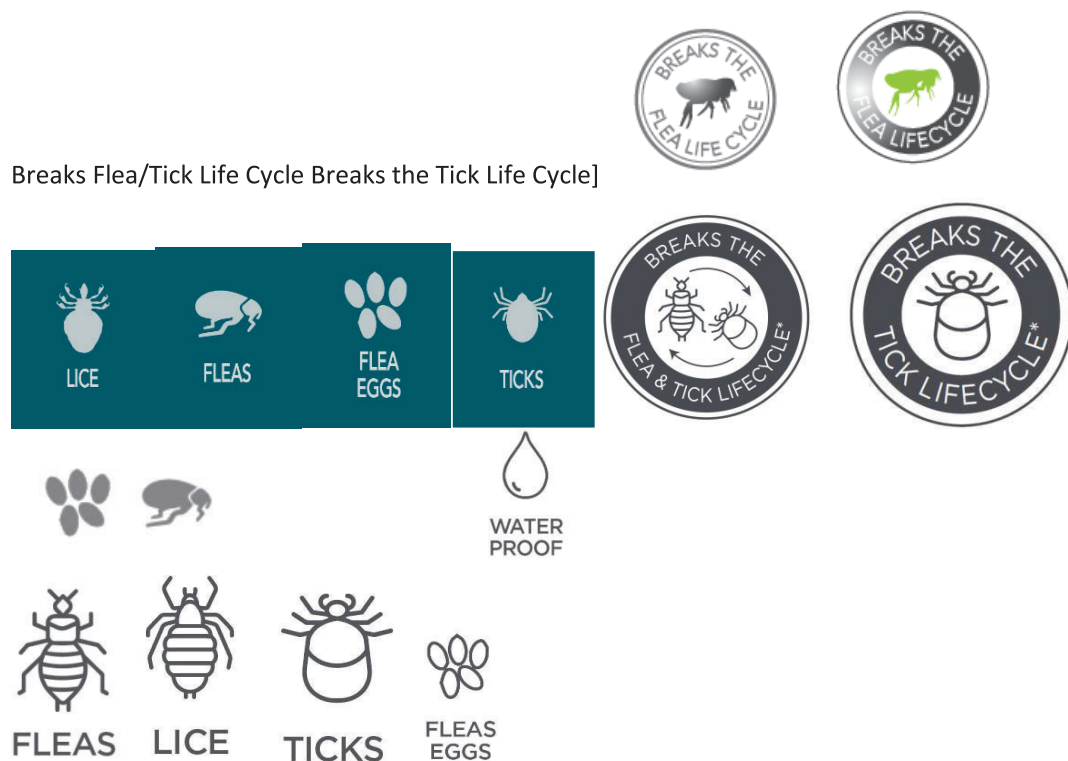 BREAKS THE
FLEA LIFE CYCLE
BREAKS THE
FLEA LIFECYCLE
Breaks Flea/Tick Life Cycle Breaks the Tick Life Cycle]
LICE
FLEAS
FLEA
EGGS
TICKS
BREAKS THE
FLEA & TICK LIFECYCLE*
BREAKS THE
TICK LIFECYCLE*
WATER
PROOF
FLEAS
LICE
TICKS
FLEAS
EGGS